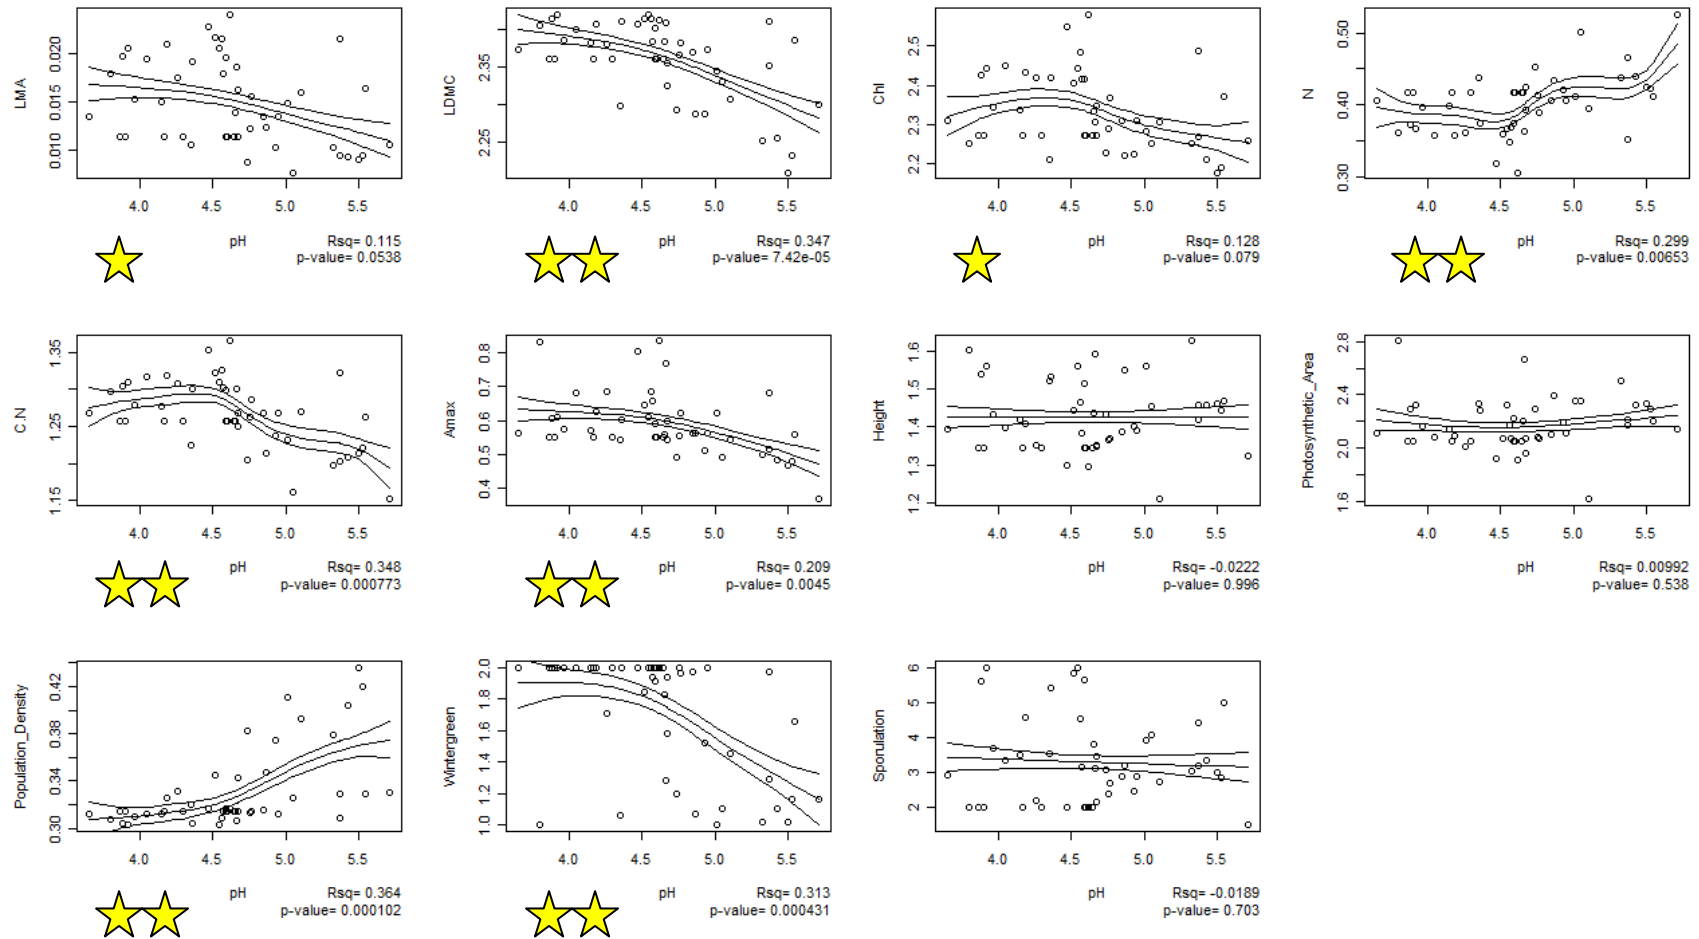 LMA
0.010 0.015 0.020
4.0 4.5 5.0 5.5
pH
Rsq= 0.115
p-value= 0.0538
LDMC
2.25 2.35
4.0 4.5 5.0 5.5
pH
Rsq= 0.347
p-value= 7.42e-05
Chl
2.2 2.3 2.4 2.5
4.0 4.5 5.0 5.5
pH
Rsq= 0.128
p-value= 0.079
N
0.30 0.40 0.50
4.0 4.5 5.0 5.5
pH
Rsq= 0.299
p-value= 0.00653
C.N
1.15 1.25 1.35
4.0 4.5 5.0 5.5
pH
Rsq= 0.348
p-value= 0.000773
Amax
0.4 0.5 0.6 0.7 0.8
4.0 4.5 5.0 5.5
pH
Rsq= 0.209
p-value= 0.0045
Height
1.2 1.3 1.4 1.5 1.6
4.0 4.5 5.0 5.5
pH
Rsq= -0.0222
p-value= 0.996
Photosynthetic_Area
1.6 2.0 2.4 2.8
4.0 4.5 5.0 5.5
pH
Rsq= 0.00992
p-value= 0.538
Population_Density
0.30 0.34 0.38 0.42
4.0 4.5 5.0 5.5
pH
Rsq= 0.364
p-value= 0.000102
Wintergreen
1.0 1.2 1.4 1.6 1.8 2.0
4.0 4.5 5.0 5.5
pH
Rsq= 0.313
p-value= 0.000431
Sporulation
2 3 4 5 6
4.0 4.5 5.0 5.5
pH
Rsq= -0.0189
p-value= 0.703